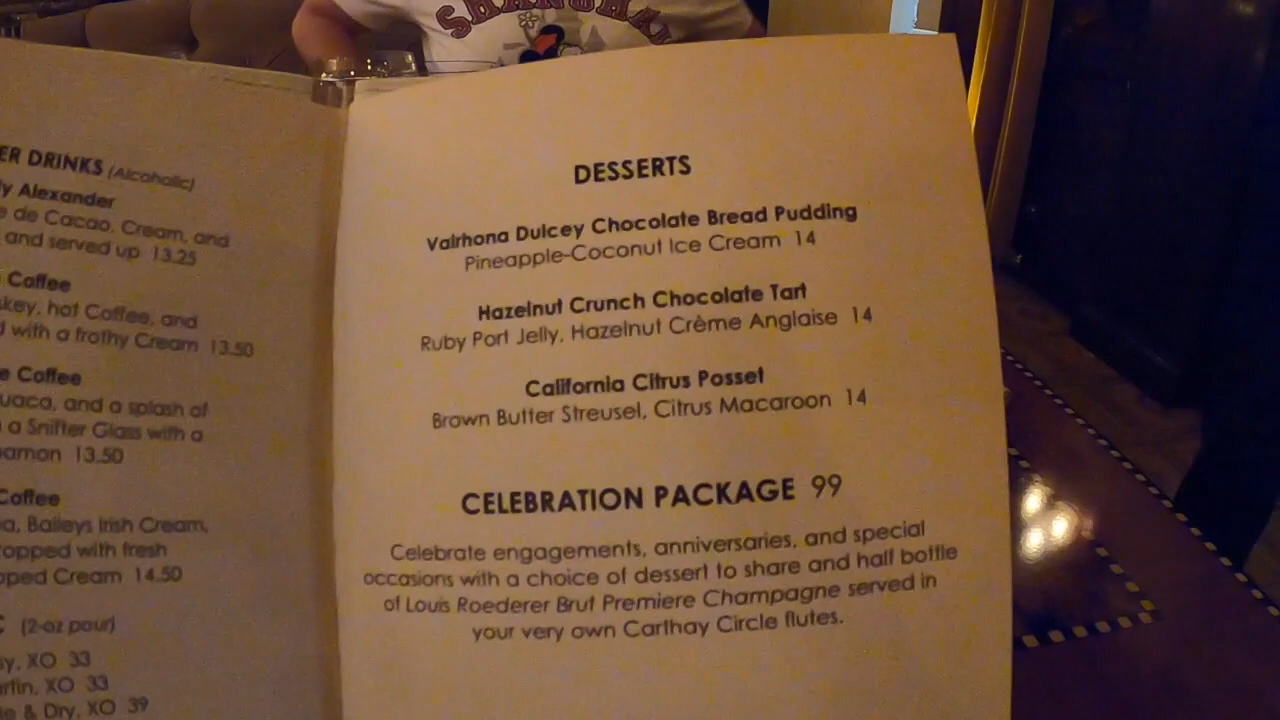 SHANGHA
DRINKS (Alcoholic)
Alexander
de Cacao, Cream, and
and served up 13.25
Coffee
hot Coffee, and
with a frothy Cream 13.50
Coffee
and a splash of
a Snifter Glass with a
13.50
Coffee
Baileys Irish Cream,
with fresh
Cream 14.50
(2-oz pour)
XO 33
XO 33
& Dry, XO 39
DESSERTS
Valrhona Dulcey Chocolate Bread Pudding
Pineapple-Coconut Ice Cream 14
Hazelnut Crunch Chocolate Tart
Ruby Port Jelly, Hazelnut Crème Anglaise 14
California Citrus Posset
Brown Butter Streusel, Citrus Macaroon 14
CELEBRATION PACKAGE 99
Celebrate engagements, anniversaries, and special
occasions with a choice of dessert to share and half bottle
of Louis Roederer Brut Premiere Champagne served in
your very own Carthay Circle flutes.